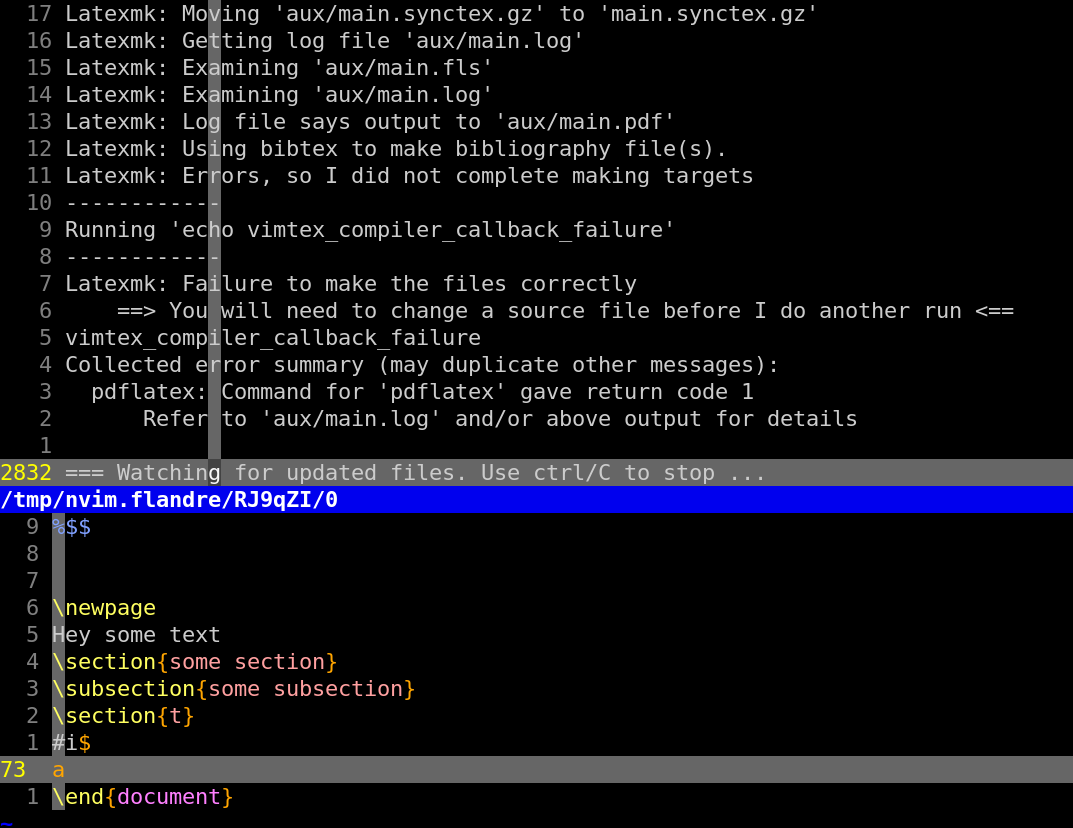 17 Latexmk: Moving 'aux/main.synctex.gz' to 'main.synctex.gz'
16 Latexmk: Getting log file 'aux/main.log'
15 Latexmk: Examining 'aux/main.fls'
14 Latexmk: Examining 'aux/main.log'
13 Latexmk: Log file says output to 'aux/main.pdf'
12 Latexmk: Using bibtex to make bibliography file(s).
11 Latexmk: Errors, so I did not complete making targets
10 ------------
9 Running 'echo vimtex_compiler_callback_failure'
8 ------------
7 Latexmk: Failure to make the files correctly
6     ==> You will need to change a source file before I do another run <==
5 vimtex_compiler_callback_failure
4 Collected error summary (may duplicate other messages):
3   pdflatex: Command for 'pdflatex' gave return code 1
2       Refer to 'aux/main.log' and/or above output for details
1
2832 === Watching for updated files. Use ctrl/C to stop ...
/tmp/nvim.flandre/RJ9qZI/0
9 %$$
8
7
6 \newpage
5 Hey some text
4 \section{some section}
3 \subsection{some subsection}
2 \section{t}
1 #i$
73  a
1 \end{document}
~